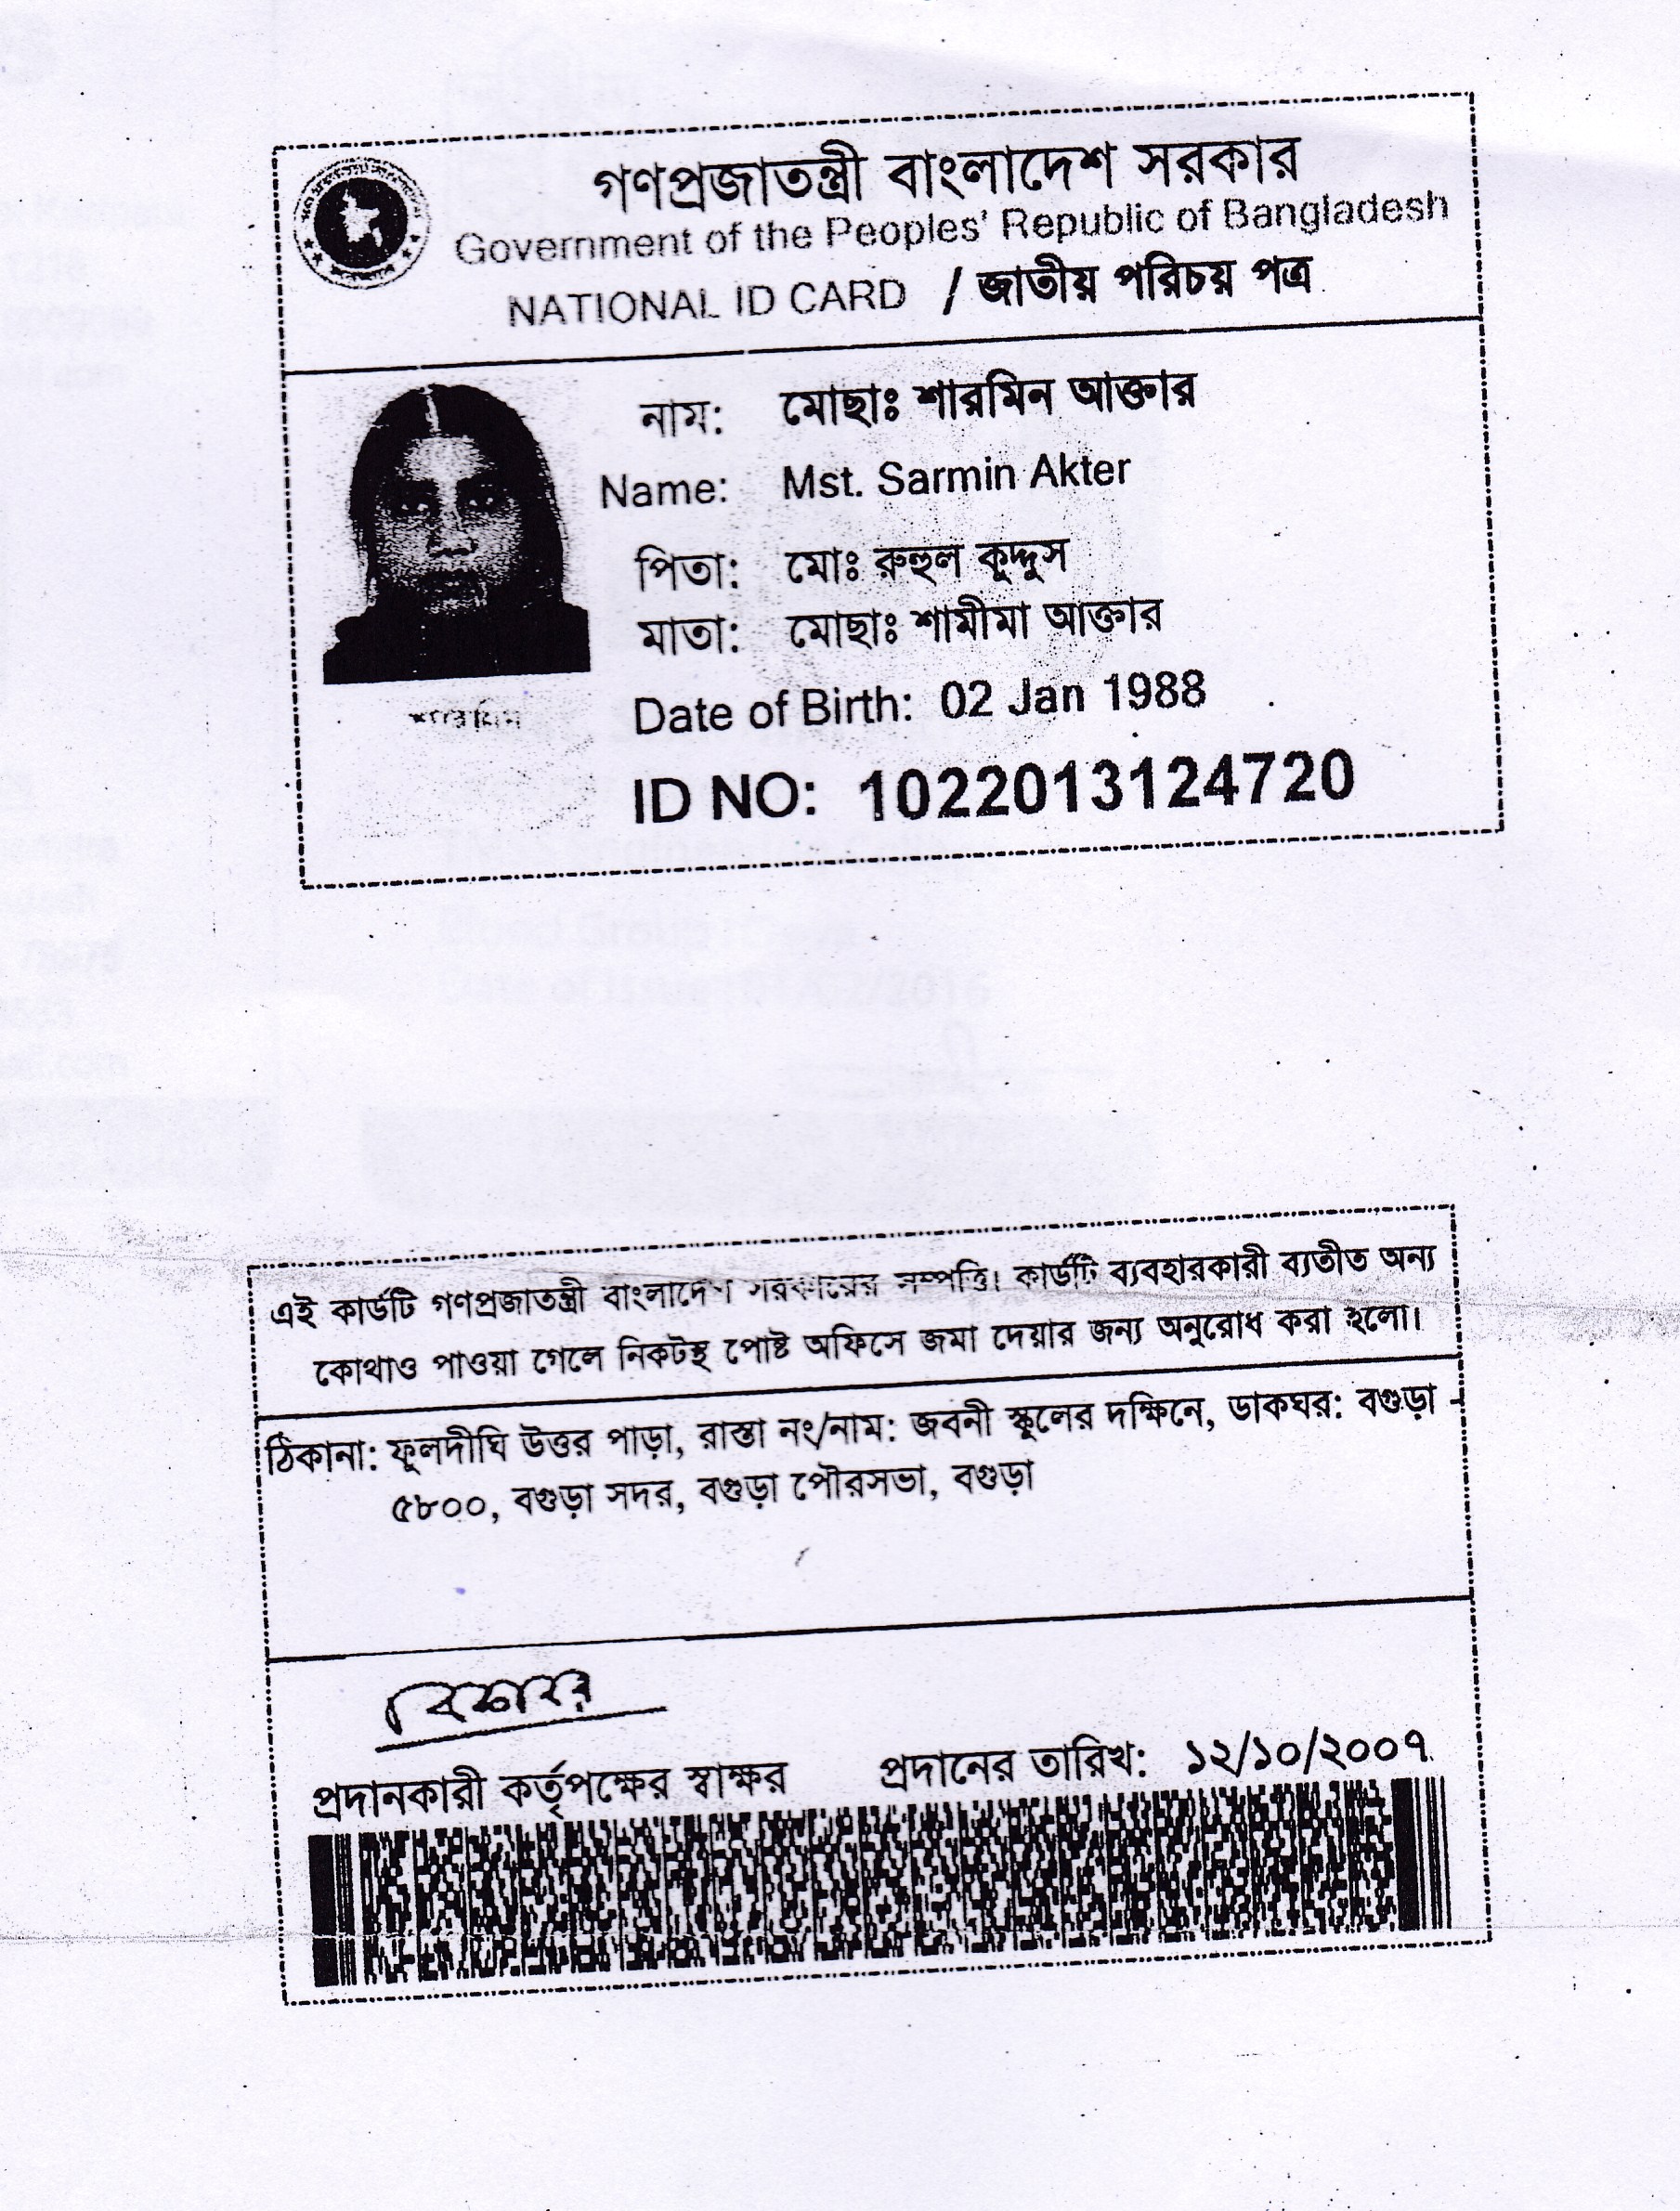 গণপ্রজাতন্ত্রী বাংলাদেশ সরকার
Government of the Peoples' Republic of Bangladesh
NATIONAL ID CARD / জাতীয় পরিচয় পত্র
নাম: মোছাঃ শারমিন আক্তার
Name: Mst. Sarmin Akter
পিতা: মোঃ রুহুল কুদ্দুস
মাতা: মোছাঃ শামীমা আক্তার
Date of Birth: 02 Jan 1988
ID NO: 1022013124720
এই কার্ডটি গণপ্রজাতন্ত্রী বাংলাদেশ সরকারের সম্পত্তি। কার্ডটি ব্যবহারকারী ব্যতীত অন্য
কোথাও পাওয়া গেলে নিকটস্থ পোষ্ট অফিসে জমা দেয়ার জন্য অনুরোধ করা হলো।
ঠিকানা: ফুলদীঘি উত্তর পাড়া, রাস্তা নং/নাম: জবনী স্কুলের দক্ষিনে, ডাকঘর: বগুড়া -
৫৮০০, বগুড়া সদর, বগুড়া পৌরসভা, বগুড়া
প্রদানকারী কর্তৃপক্ষের স্বাক্ষর প্রদানের তারিখ: ১২/১০/২০০৭